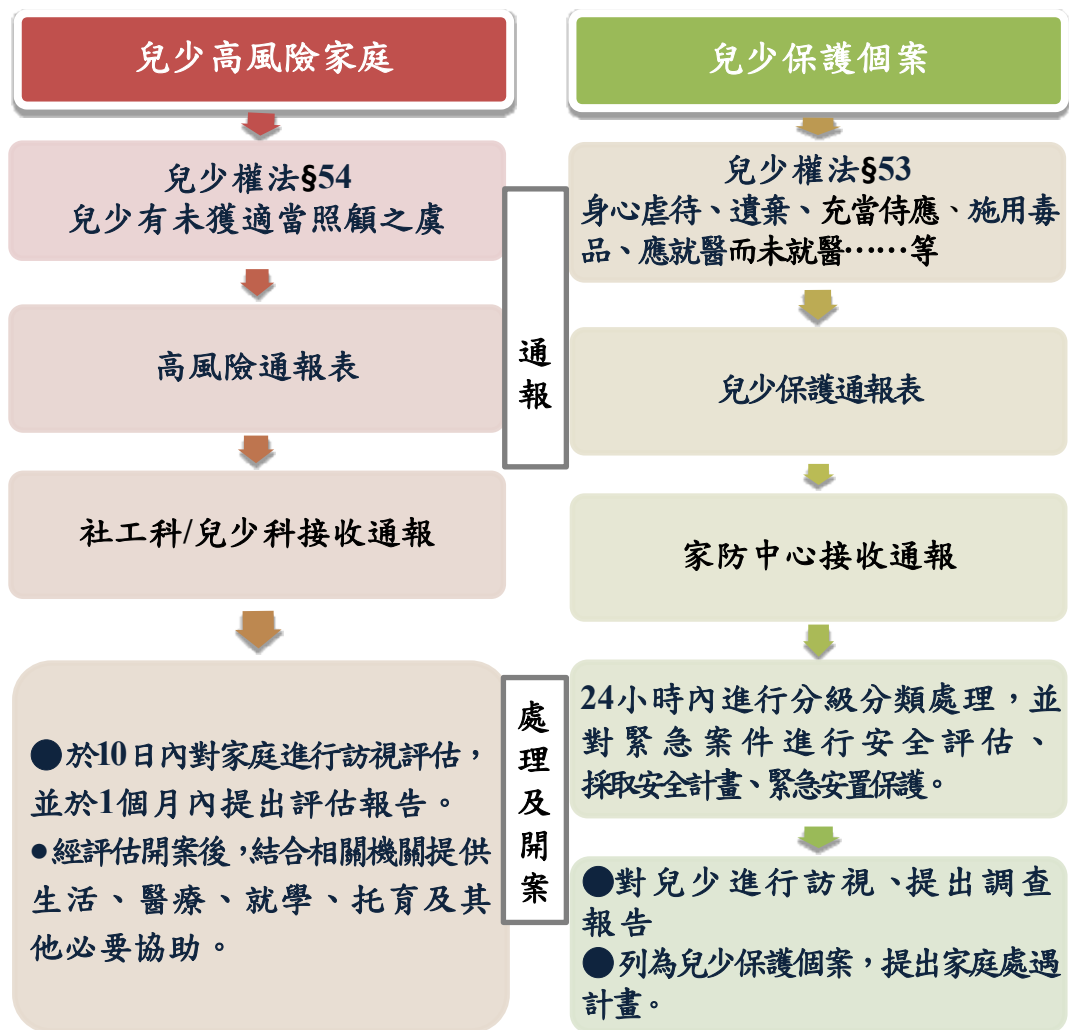 兒少高風險家庭
兒少權法§54
兒少有未獲適當照顧之虞
高風險通報表
社工科/兒少科接收通報
●於10日內對家庭進行訪視評估，
並於1個月內提出評估報告。
●經評估開案後，結合相關機關提供
生活、醫療、就學、托育及其
他必要協助。
通
報
處
理
及
開
案
兒少保護個案
兒少權法§53
身心虐待、遺棄、充當侍應、施用毒
品、應就醫而未就醫……等
兒少保護通報表
家防中心接收通報
24小時內進行分級分類處理，並
對緊急案件進行安全評估、
採取安全計畫、緊急安置保護。
●對兒少進行訪視、提出調查
報告
●列為兒少保護個案，提出家庭處遇
計畫。